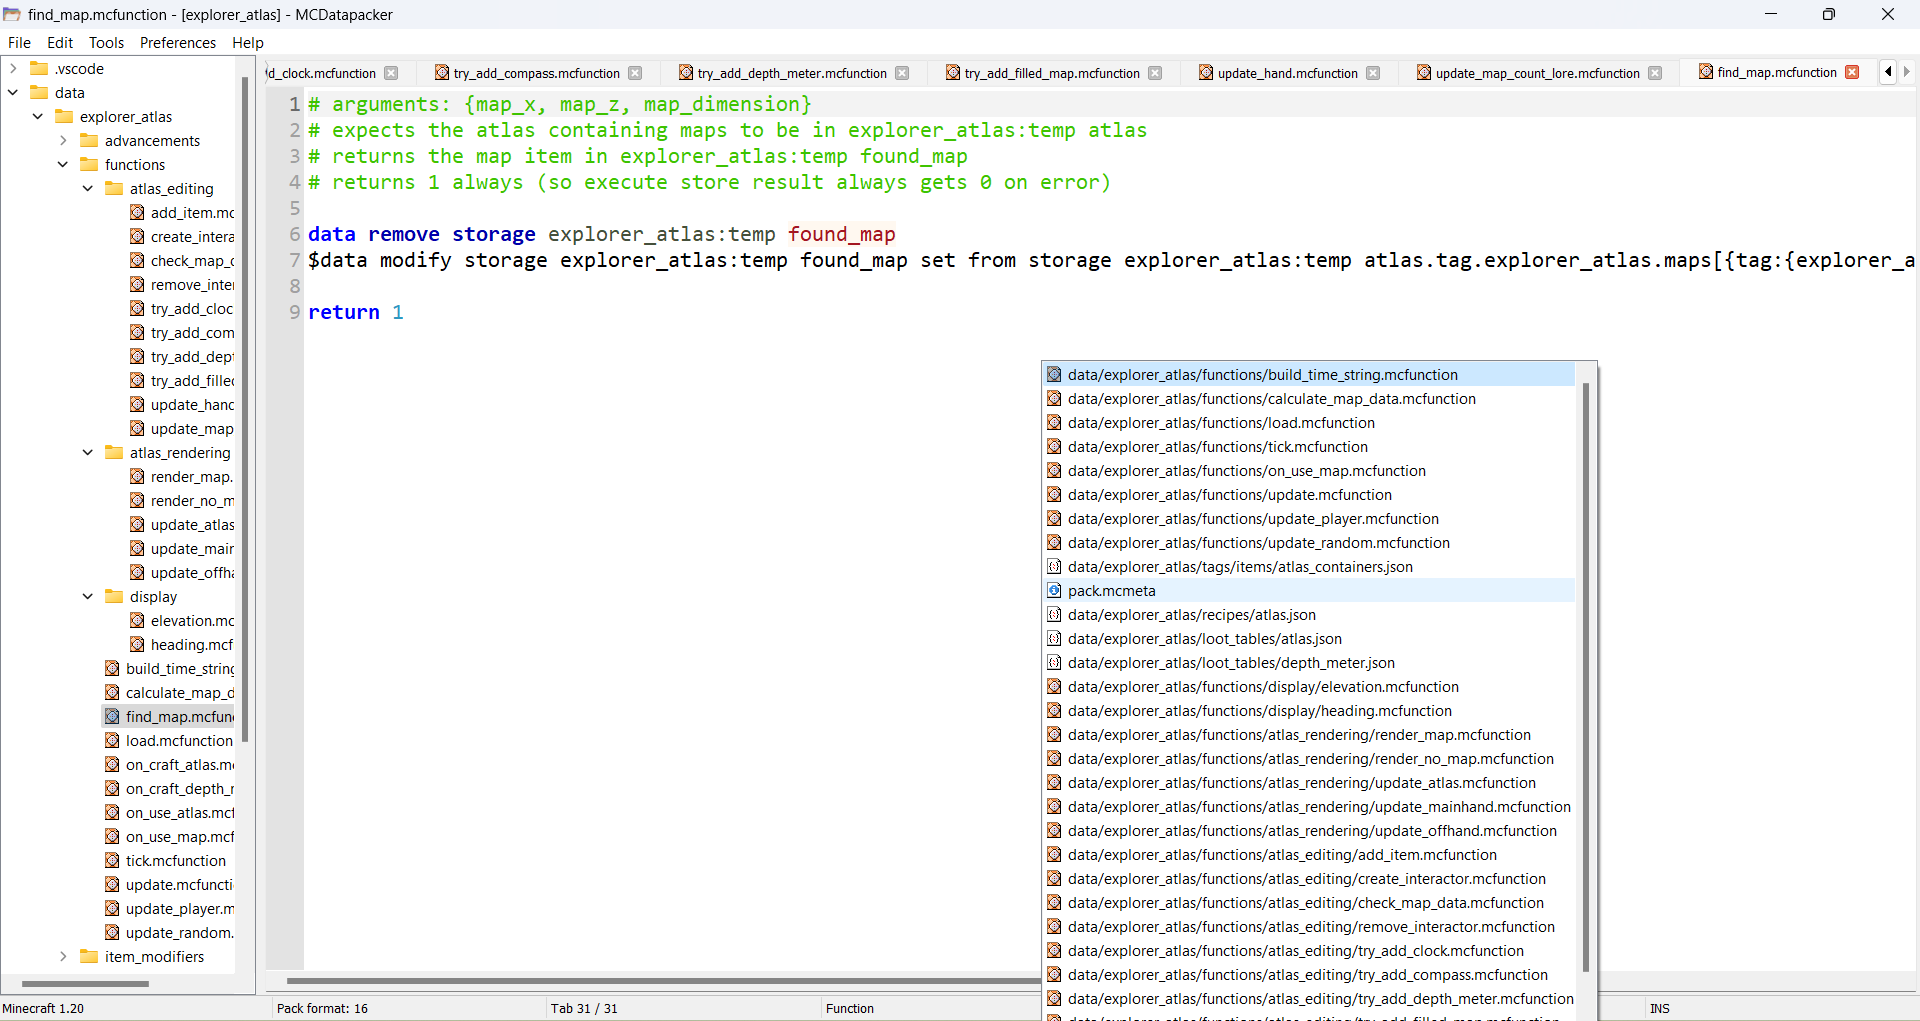 find_map.mcfunction - [explorer_atlas] - MCDatapacker
File Edit Tools Preferences Help
.vscode
data
explorer_atlas
advancements
functions
atlas_editing
add_item.mc
create_intera
check_map_c
remove_inter
try_add_cloc
try_add_com
try_add_dept
try_add_filled
update_hand
update_map
atlas_rendering
render_map.
render_no_m
update_atlas
update_main
update_offha
display
elevation.mc
heading.mcf
build_time_string
calculate_map_d
find_map.mcfunc
load.mcfunction
on_craft_atlas.m
on_craft_depth_r
on_use_atlas.mcf
on_use_map.mcf
tick.mcfunction
update.mcfuncti
update_player.m
update_random.
item_modifiers
d_clock.mcfunction try_add_compass.mcfunction try_add_depth_meter.mcfunction try_add_filled_map.mcfunction update_hand.mcfunction update_map_count_lore.mcfunction find_map.mcfunction
1 # arguments: {map_x, map_z, map_dimension}
2 # expects the atlas containing maps to be in explorer_atlas:temp atlas
3 # returns the map item in explorer_atlas:temp found_map
4 # returns 1 always (so execute store result always gets 0 on error)
5
6 data remove storage explorer_atlas:temp found_map
7 $data modify storage explorer_atlas:temp found_map set from storage explorer_atlas:temp atlas.tag.explorer_atlas.maps[{tag:{explorer_a
8
9 return 1
data/explorer_atlas/functions/build_time_string.mcfunction
data/explorer_atlas/functions/calculate_map_data.mcfunction
data/explorer_atlas/functions/load.mcfunction
data/explorer_atlas/functions/tick.mcfunction
data/explorer_atlas/functions/on_use_map.mcfunction
data/explorer_atlas/functions/update.mcfunction
data/explorer_atlas/functions/update_player.mcfunction
data/explorer_atlas/functions/update_random.mcfunction
data/explorer_atlas/tags/items/atlas_containers.json
pack.mcmeta
data/explorer_atlas/recipes/atlas.json
data/explorer_atlas/loot_tables/atlas.json
data/explorer_atlas/loot_tables/depth_meter.json
data/explorer_atlas/functions/display/elevation.mcfunction
data/explorer_atlas/functions/display/heading.mcfunction
data/explorer_atlas/functions/atlas_rendering/render_map.mcfunction
data/explorer_atlas/functions/atlas_rendering/render_no_map.mcfunction
data/explorer_atlas/functions/atlas_rendering/update_atlas.mcfunction
data/explorer_atlas/functions/atlas_rendering/update_mainhand.mcfunction
data/explorer_atlas/functions/atlas_rendering/update_offhand.mcfunction
data/explorer_atlas/functions/atlas_editing/add_item.mcfunction
data/explorer_atlas/functions/atlas_editing/create_interactor.mcfunction
data/explorer_atlas/functions/atlas_editing/check_map_data.mcfunction
data/explorer_atlas/functions/atlas_editing/remove_interactor.mcfunction
data/explorer_atlas/functions/atlas_editing/try_add_clock.mcfunction
data/explorer_atlas/functions/atlas_editing/try_add_compass.mcfunction
data/explorer_atlas/functions/atlas_editing/try_add_depth_meter.mcfunction
Minecraft 1.20 Pack format: 16 Tab 31 / 31 Function INS